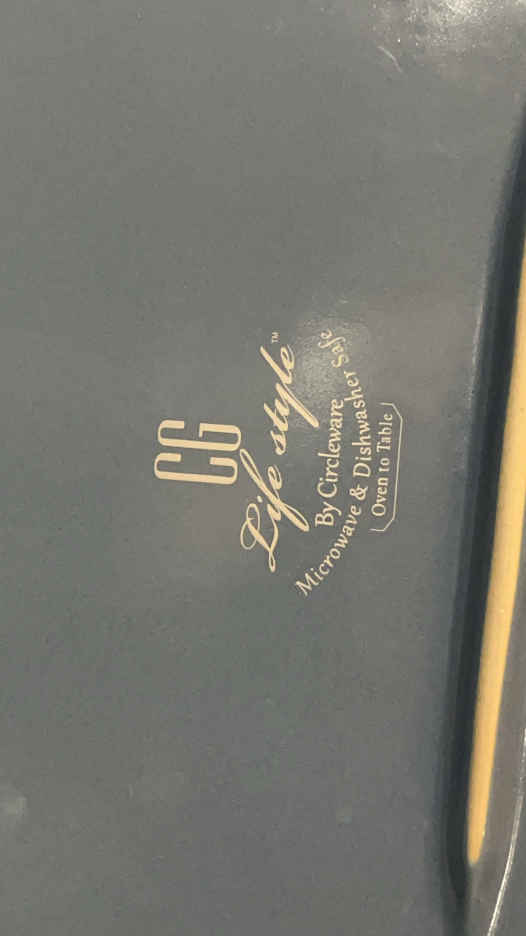 CG
Life style™
By Circleware
Microwave & Dishwasher Safe
Oven to Table